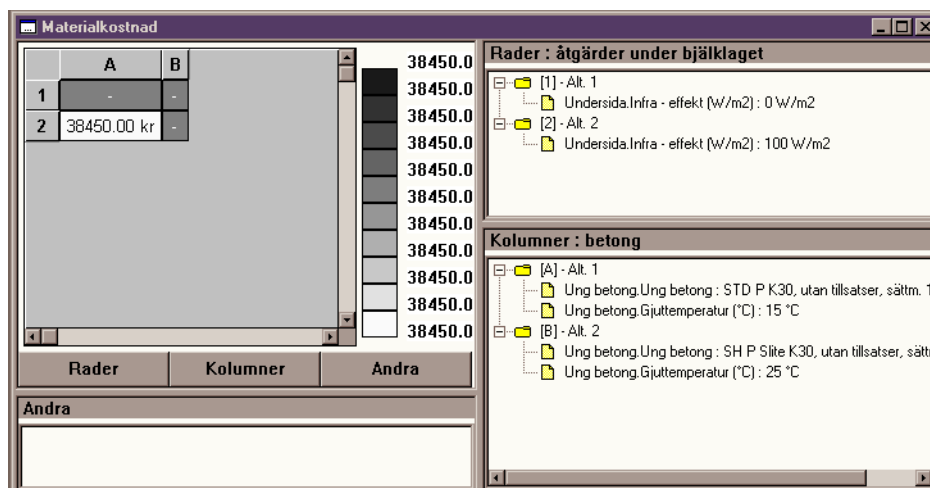 Materialkostnad
A B
1 - -
2 38450.00 kr -
38450.0
38450.0
38450.0
38450.0
38450.0
38450.0
38450.0
38450.0
38450.0
38450.0
38450.0
Rader Kolumner Andra
Andra
Rader : åtgärder under bjälklaget
[1] - Alt. 1
Undersida.Infra - effekt (W/m2) : 0 W/m2
[2] - Alt. 2
Undersida.Infra - effekt (W/m2) : 100 W/m2
Kolumner : betong
[A] - Alt. 1
Ung betong.Ung betong : STD P K30, utan tillsatser, sättm. 1
Ung betong.Gjuttemperatur (°C) : 15 °C
[B] - Alt. 2
Ung betong.Ung betong : SH P Slite K30, utan tillsatser, sätt
Ung betong.Gjuttemperatur (°C) : 25 °C